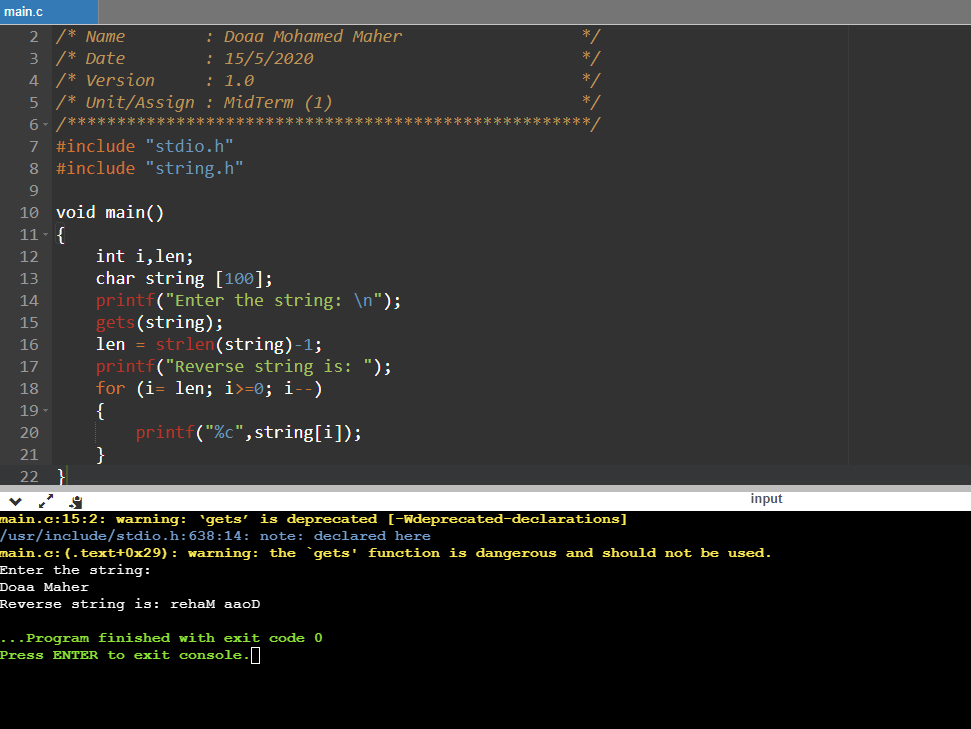 main.c
2 /* Name        : Doaa Mohamed Maher                  */
3 /* Date        : 15/5/2020                           */
4 /* Version     : 1.0                                 */
5 /* Unit/Assign : MidTerm (1)                         */
6 /*****************************************************/
7 #include "stdio.h"
8 #include "string.h"
9
10 void main()
11 {
12     int i,len;
13     char string [100];
14     printf("Enter the string: \n");
15     gets(string);
16     len = strlen(string)-1;
17     printf("Reverse string is: ");
18     for (i= len; i>=0; i--)
19     {
20         printf("%c",string[i]);
21     }
22 }
input
main.c:15:2: warning: ‘gets’ is deprecated [-Wdeprecated-declarations]
/usr/include/stdio.h:638:14: note: declared here
main.c:(.text+0x29): warning: the `gets' function is dangerous and should not be used.
Enter the string:
Doaa Maher
Reverse string is: rehaM aaoD
...Program finished with exit code 0
Press ENTER to exit console.